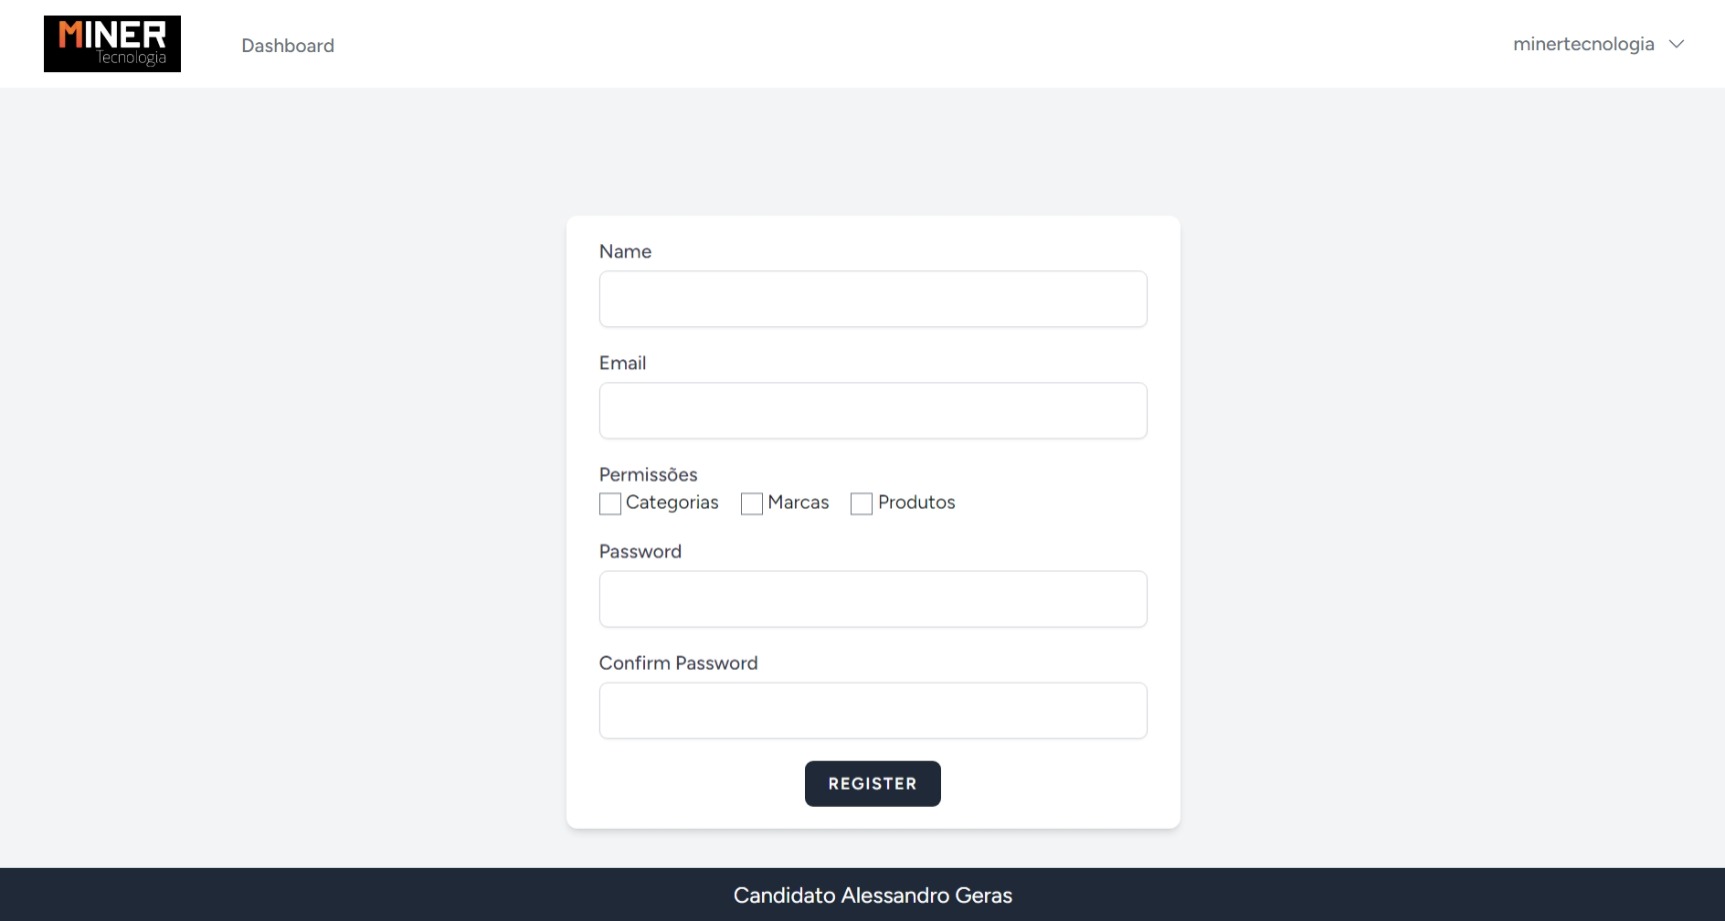 MINER
Tecnologia
Dashboard
minertecnologia
Name
Email
Permissões
Categorias Marcas Produtos
Password
Confirm Password
REGISTER
Candidato Alessandro Geras